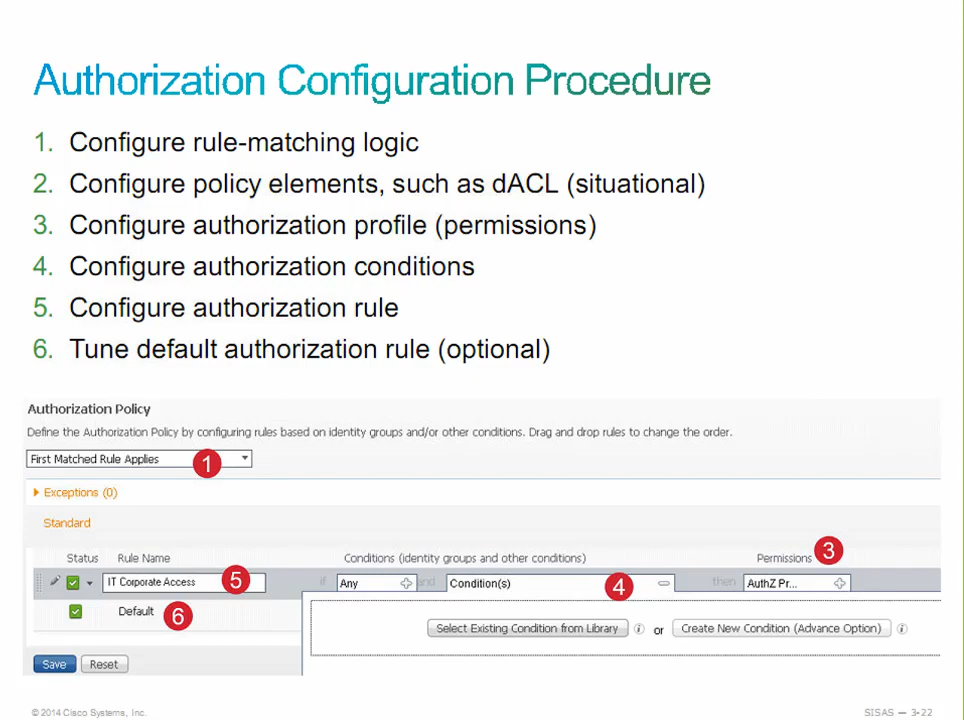 Authorization Configuration Procedure
1. Configure rule-matching logic
2. Configure policy elements, such as dACL (situational)
3. Configure authorization profile (permissions)
4. Configure authorization conditions
5. Configure authorization rule
6. Tune default authorization rule (optional)
Authorization Policy
Define the Authorization Policy by configuring rules based on identity groups and/or other conditions. Drag and drop rules to change the order.
First Matched Rule Applies 1
Exceptions (0)
Standard
Status Rule Name Conditions (identity groups and other conditions) Permissions 3
IT Corporate Access 5 if Any and Condition(s) 4 then AuthZ Pr...
Default 6
Select Existing Condition from Library or Create New Condition (Advance Option)
Save Reset
© 2014 Cisco Systems, Inc. SISAS — 3-22